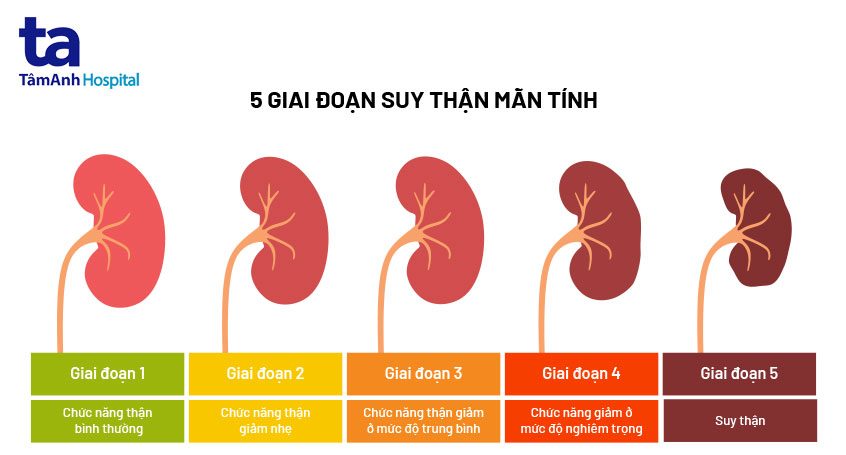 ta
TâmAnh Hospital
5 GIAI ĐOẠN SUY THẬN MÃN TÍNH
Giai đoạn 1
Giai đoạn 2
Giai đoạn 3
Giai đoạn 4
Giai đoạn 5
Chức năng thận
bình thường
Chức năng thận
giảm nhẹ
Chức năng thận giảm
ở mức độ trung bình
Chức năng giảm ở
mức độ nghiêm trọng
Suy thận